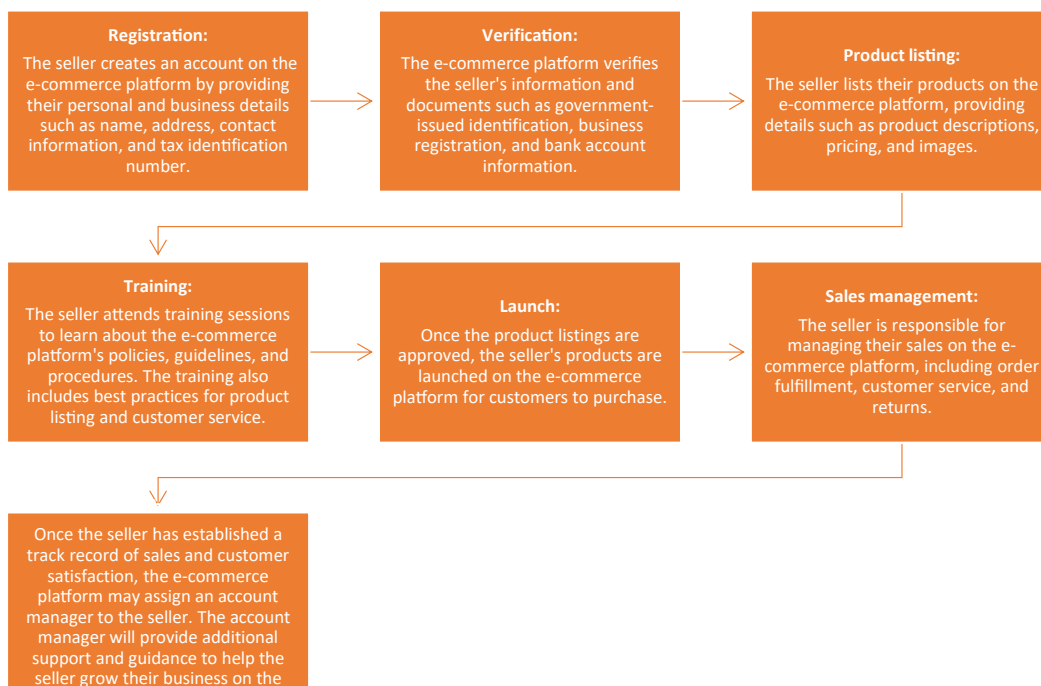 Registration:
The seller creates an account on the
e-commerce platform by providing
their personal and business details
such as name, address, contact
information, and tax identification
number.
Verification:
The e-commerce platform verifies
the seller's information and
documents such as government-
issued identification, business
registration, and bank account
information.
Product listing:
The seller lists their products on the
e-commerce platform, providing
details such as product descriptions,
pricing, and images.
Training:
The seller attends training sessions
to learn about the e-commerce
platform's policies, guidelines, and
procedures. The training also
includes best practices for product
listing and customer service.
Launch:
Once the product listings are
approved, the seller's products are
launched on the e-commerce
platform for customers to purchase.
Sales management:
The seller is responsible for
managing their sales on the e-
commerce platform, including order
fulfillment, customer service, and
returns.
Once the seller has established a
track record of sales and customer
satisfaction, the e-commerce
platform may assign an account
manager to the seller. The account
manager will provide additional
support and guidance to help the
seller grow their business on the